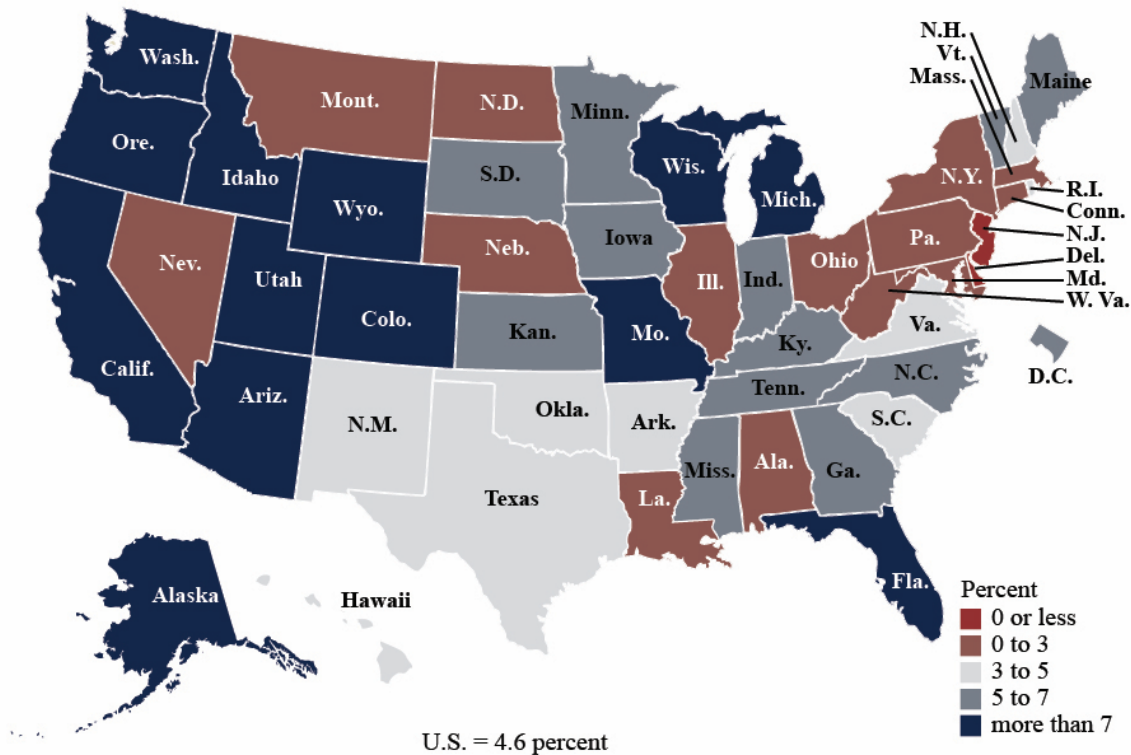 N.H.
Vt.
Mass.
Wash.
Mont.
N.D.
Minn.
Maine
Ore.
Idaho
S.D.
Wis.
Mich.
N.Y.
R.I.
Conn.
N.J.
Del.
Md.
W. Va.
Wyo.
Neb.
Iowa
Pa.
Nev.
Utah
Ill.
Ind.
Ohio
Colo.
Kan.
Mo.
Ky.
Va.
D.C.
Calif.
Ariz.
N.M.
Okla.
Ark.
Tenn.
N.C.
S.C.
Texas
La.
Miss.
Ala.
Ga.
Alaska
Hawaii
Fla.
Percent
0 or less
0 to 3
3 to 5
5 to 7
more than 7
U.S. = 4.6 percent